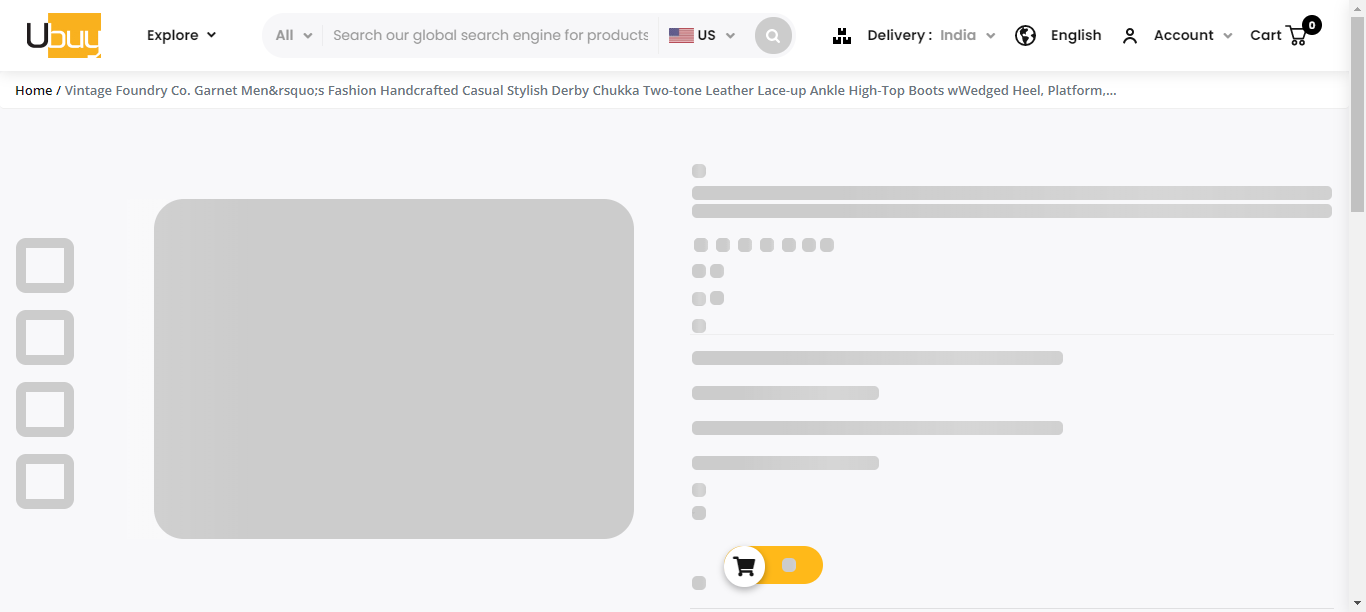 Ubuy
Explore
All
Search our global search engine for products
US
Delivery : India
English
Account
Cart
0
Home / Vintage Foundry Co. Garnet Men&rsquo;s Fashion Handcrafted Casual Stylish Derby Chukka Two-tone Leather Lace-up Ankle High-Top Boots wWedged Heel, Platform,...